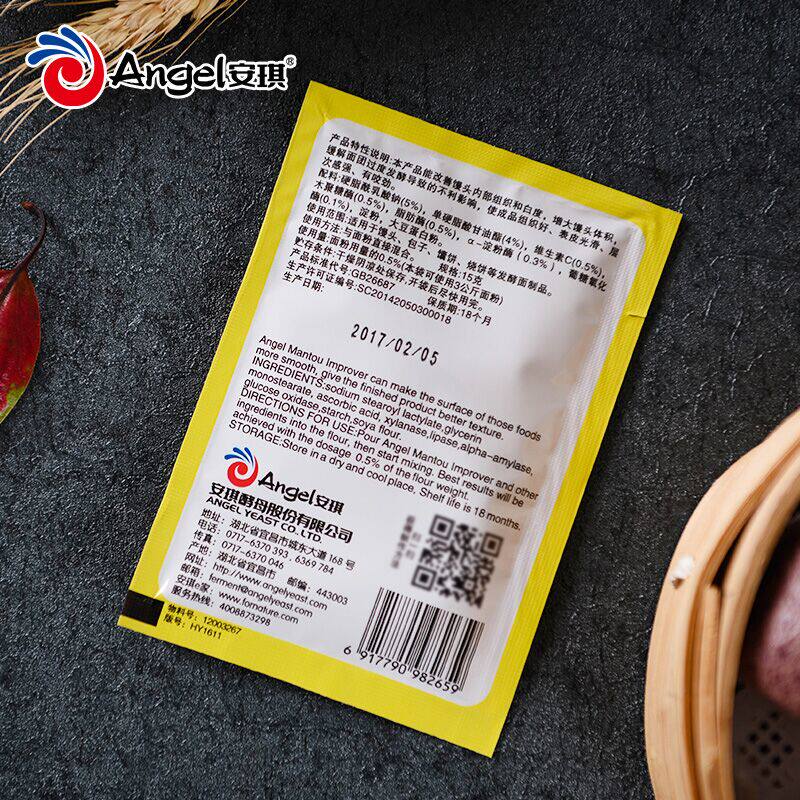 Angel安琪®
产品特性说明:本产品能改善馒头内部组织和白度,增大馒头体积,
缓解面团过度发酵导致的不利影响,使成品组织好、表皮光滑、层
次感强、有咬劲。
配料:硬脂酰乳酸钠(5%),单硬脂酸甘油酯(4%),维生素C(0.5%),
木聚糖酶(0.5%),脂肪酶(0.5%),α-淀粉酶(0.3%),葡糖氧化
酶(0.1%),淀粉,大豆蛋白粉。
使用范围:适用于馒头、包子、馕饼、烧饼等发酵面制品。
使用方法:与面粉直接混合。 规格:15克
使用量:面粉用量的0.5%(本袋可使用3公斤面粉)
贮存条件:干燥阴凉处保存,开袋后尽快用完。
产品标准代号:GB26687 保质期:18个月
生产许可证编号:SC20142050300018
生产日期:
2017/02/05
Angel Mantou Improver can make the surface of those foods
more smooth, give the finished product better texture.
INGREDIENTS:sodium stearoyl lactylate,glycerin
monostearate, ascorbic acid, xylanase,lipase,alpha-amylase,
glucose oxidase,starch,soya flour.
DIRECTIONS FOR USE:Pour Angel Mantou Improver and other
ingredients into the flour, then start mixing. Best results will be
achieved with the dosage 0.5% of the flour weight.
STORAGE:Store in a dry and cool place, Shelf life is 18 months.
Angel安琪
安琪酵母股份有限公司
ANGEL YEAST CO. LTD.
地址:湖北省宜昌市城东大道 168 号
电话:0717-6370 393, 6369 784
传真:0717-6370 046
产地:湖北省宜昌市 邮编:443003
网址:http://www.angelyeast.com
邮箱:ferment@angelyeast.com
安琪e家:www.fornature.com
服务热线:4008873298
物料号:12003267
版号:HY1611
6 917790 982659